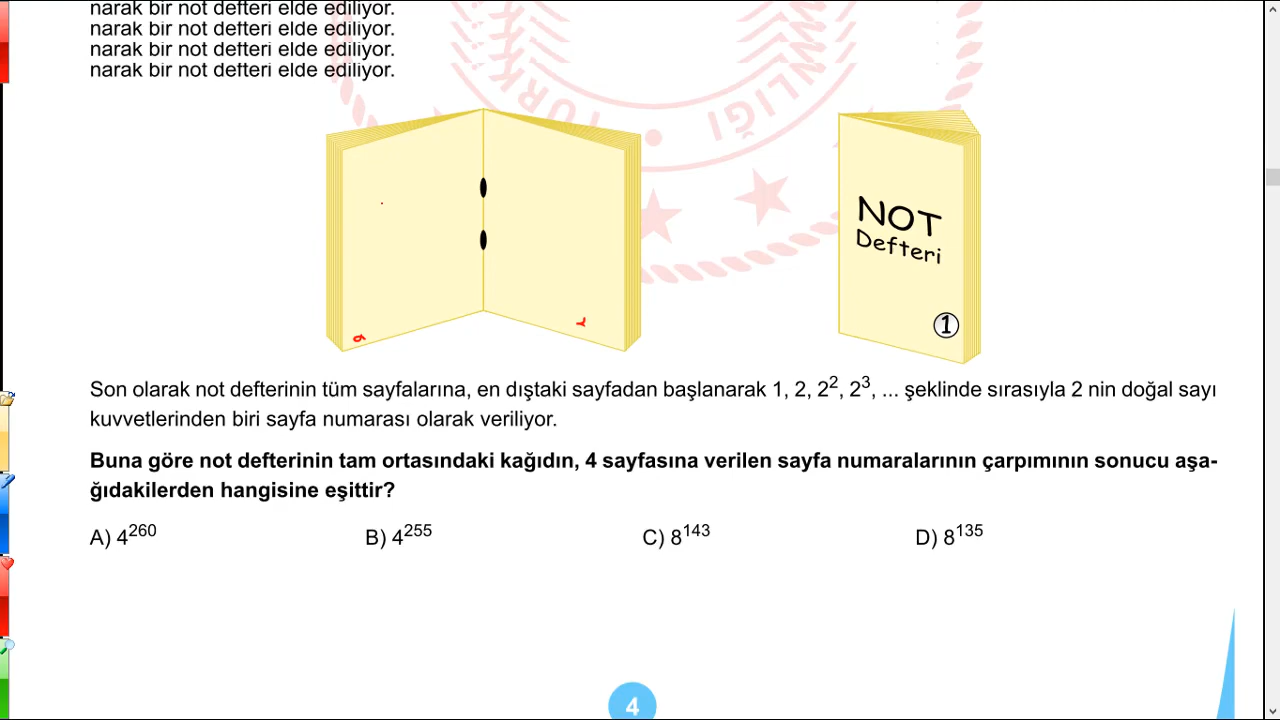 narak bir not defteri elde ediliyor.
narak bir not defteri elde ediliyor.
narak bir not defteri elde ediliyor.
narak bir not defteri elde ediliyor.
TÜRK
NLIĞI
NOT
Defteri
1
Son olarak not defterinin tüm sayfalarına, en dıştaki sayfadan başlanarak 1, 2, 2², 2³, ... şeklinde sırasıyla 2 nin doğal sayı
kuvvetlerinden biri sayfa numarası olarak veriliyor.
Buna göre not defterinin tam ortasındaki kağıdın, 4 sayfasına verilen sayfa numaralarının çarpımının sonucu aşa-
ğıdakilerden hangisine eşittir?
A) 4²⁶⁰ B) 4²⁵⁵ C) 8¹⁴³ D) 8¹³⁵
4